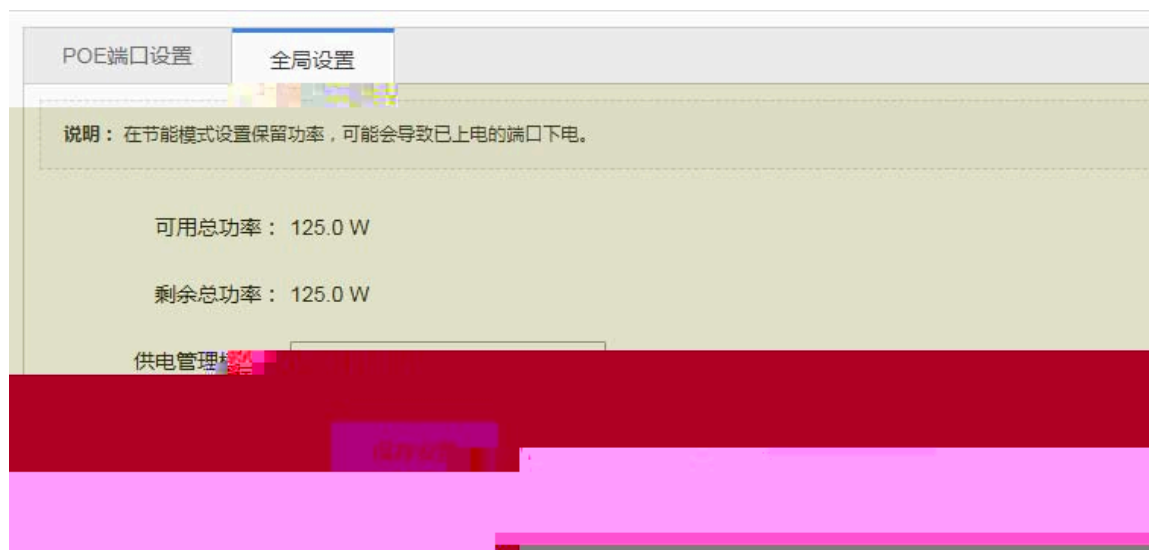 POE端口设置
全局设置
说明：在节能模式设置保留功率，可能会导致已上电的端口下电。
可用总功率：125.0 W
剩余总功率：125.0 W
供电管理